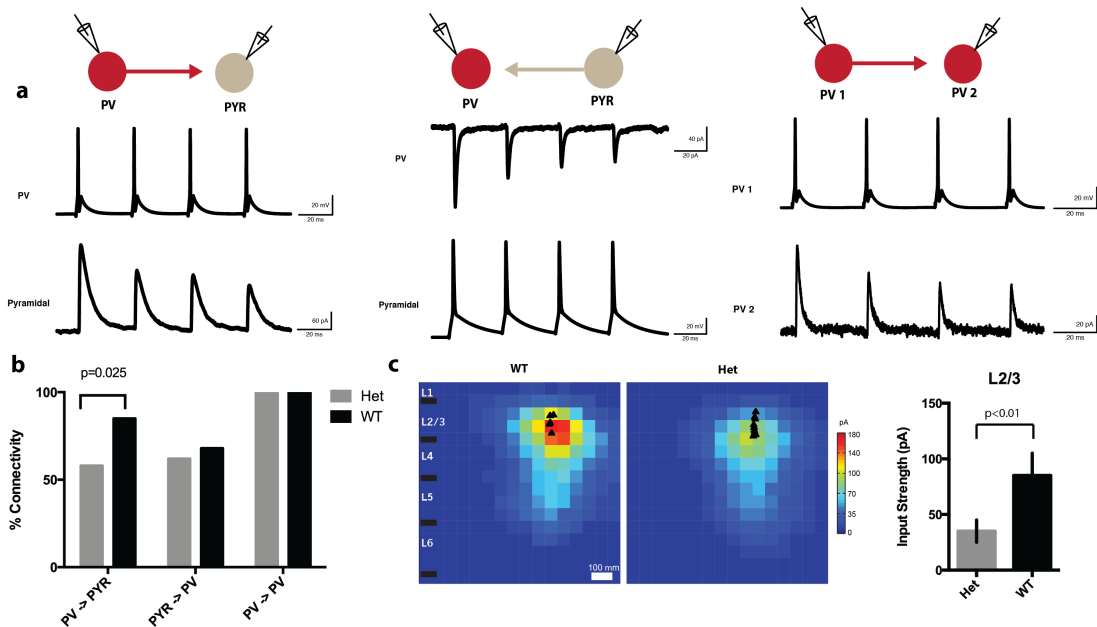 a
PV
PYR
PV
20 mV
20 ms
Pyramidal
60 pA
20 ms
PV
PYR
PV
40 pA
20 pA
Pyramidal
20 mV
20 ms
PV 1
PV 2
PV 1
20 mV
20 ms
PV 2
20 pA
20 ms
b
p=0.025
Het
WT
% Connectivity
100
50
0
PV -> PYR
PYR -> PV
PV -> PV
c
WT
Het
L1
L2/3
L4
L5
L6
100 mm
pA
180
160
130
100
70
35
0
L2/3
p<0.01
Input Strength (pA)
150
100
50
0
Het
WT